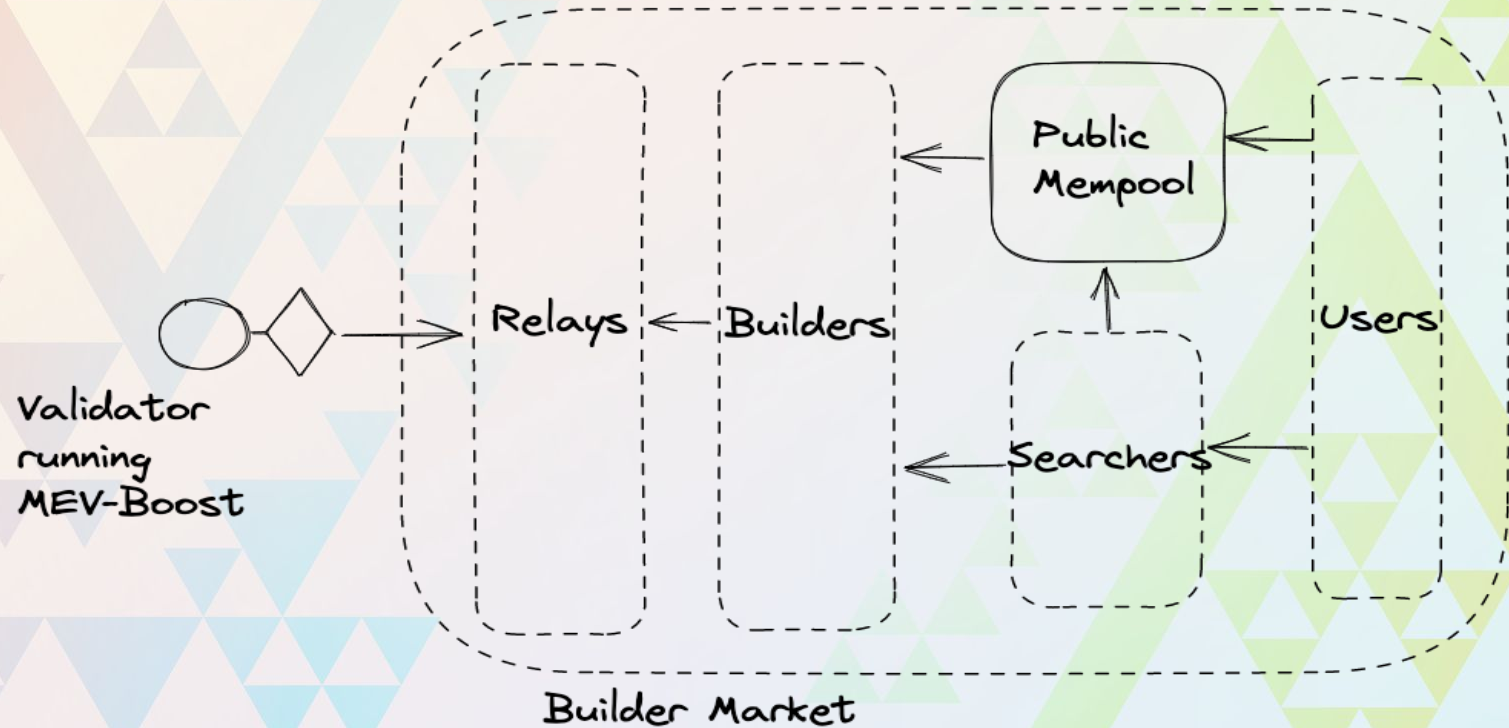 Public
Mempool
Relays
Builders
Users
Validator
running
MEV-Boost
Searchers
Builder Market